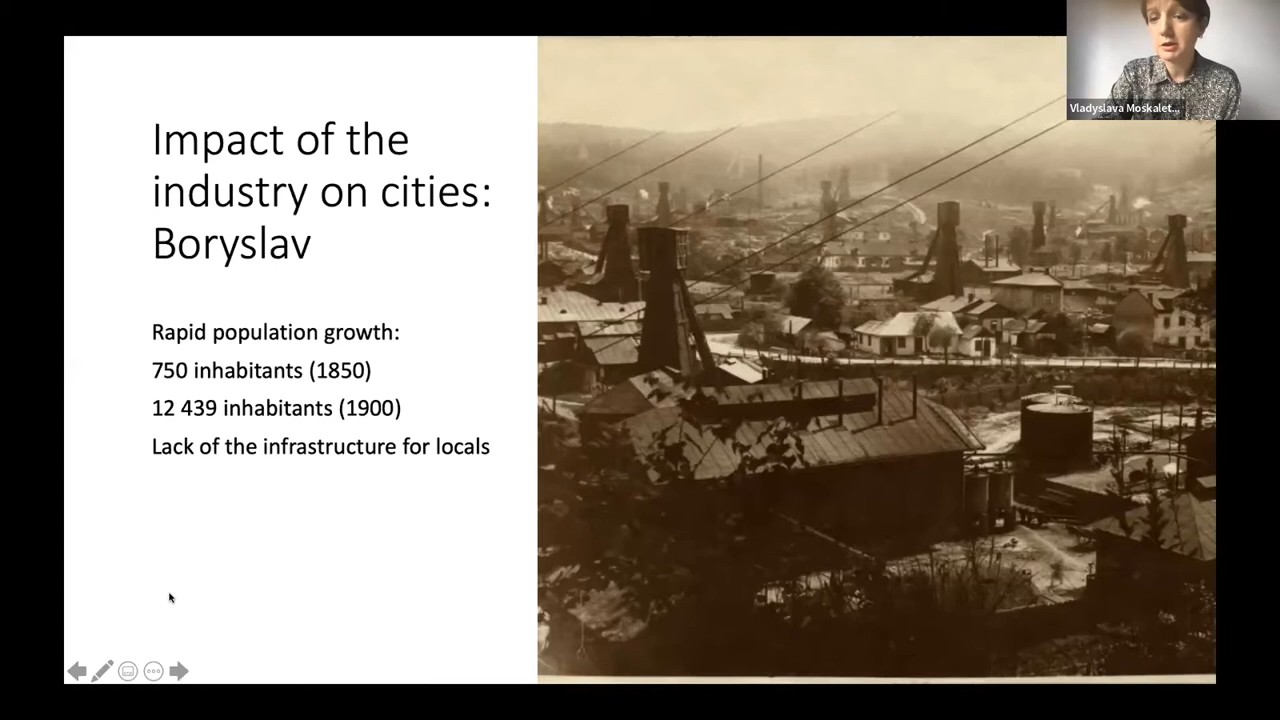 Impact of the
industry on cities:
Boryslav
Rapid population growth:
750 inhabitants (1850)
12 439 inhabitants (1900)
Lack of the infrastructure for locals
Vladyslava Moskalet...